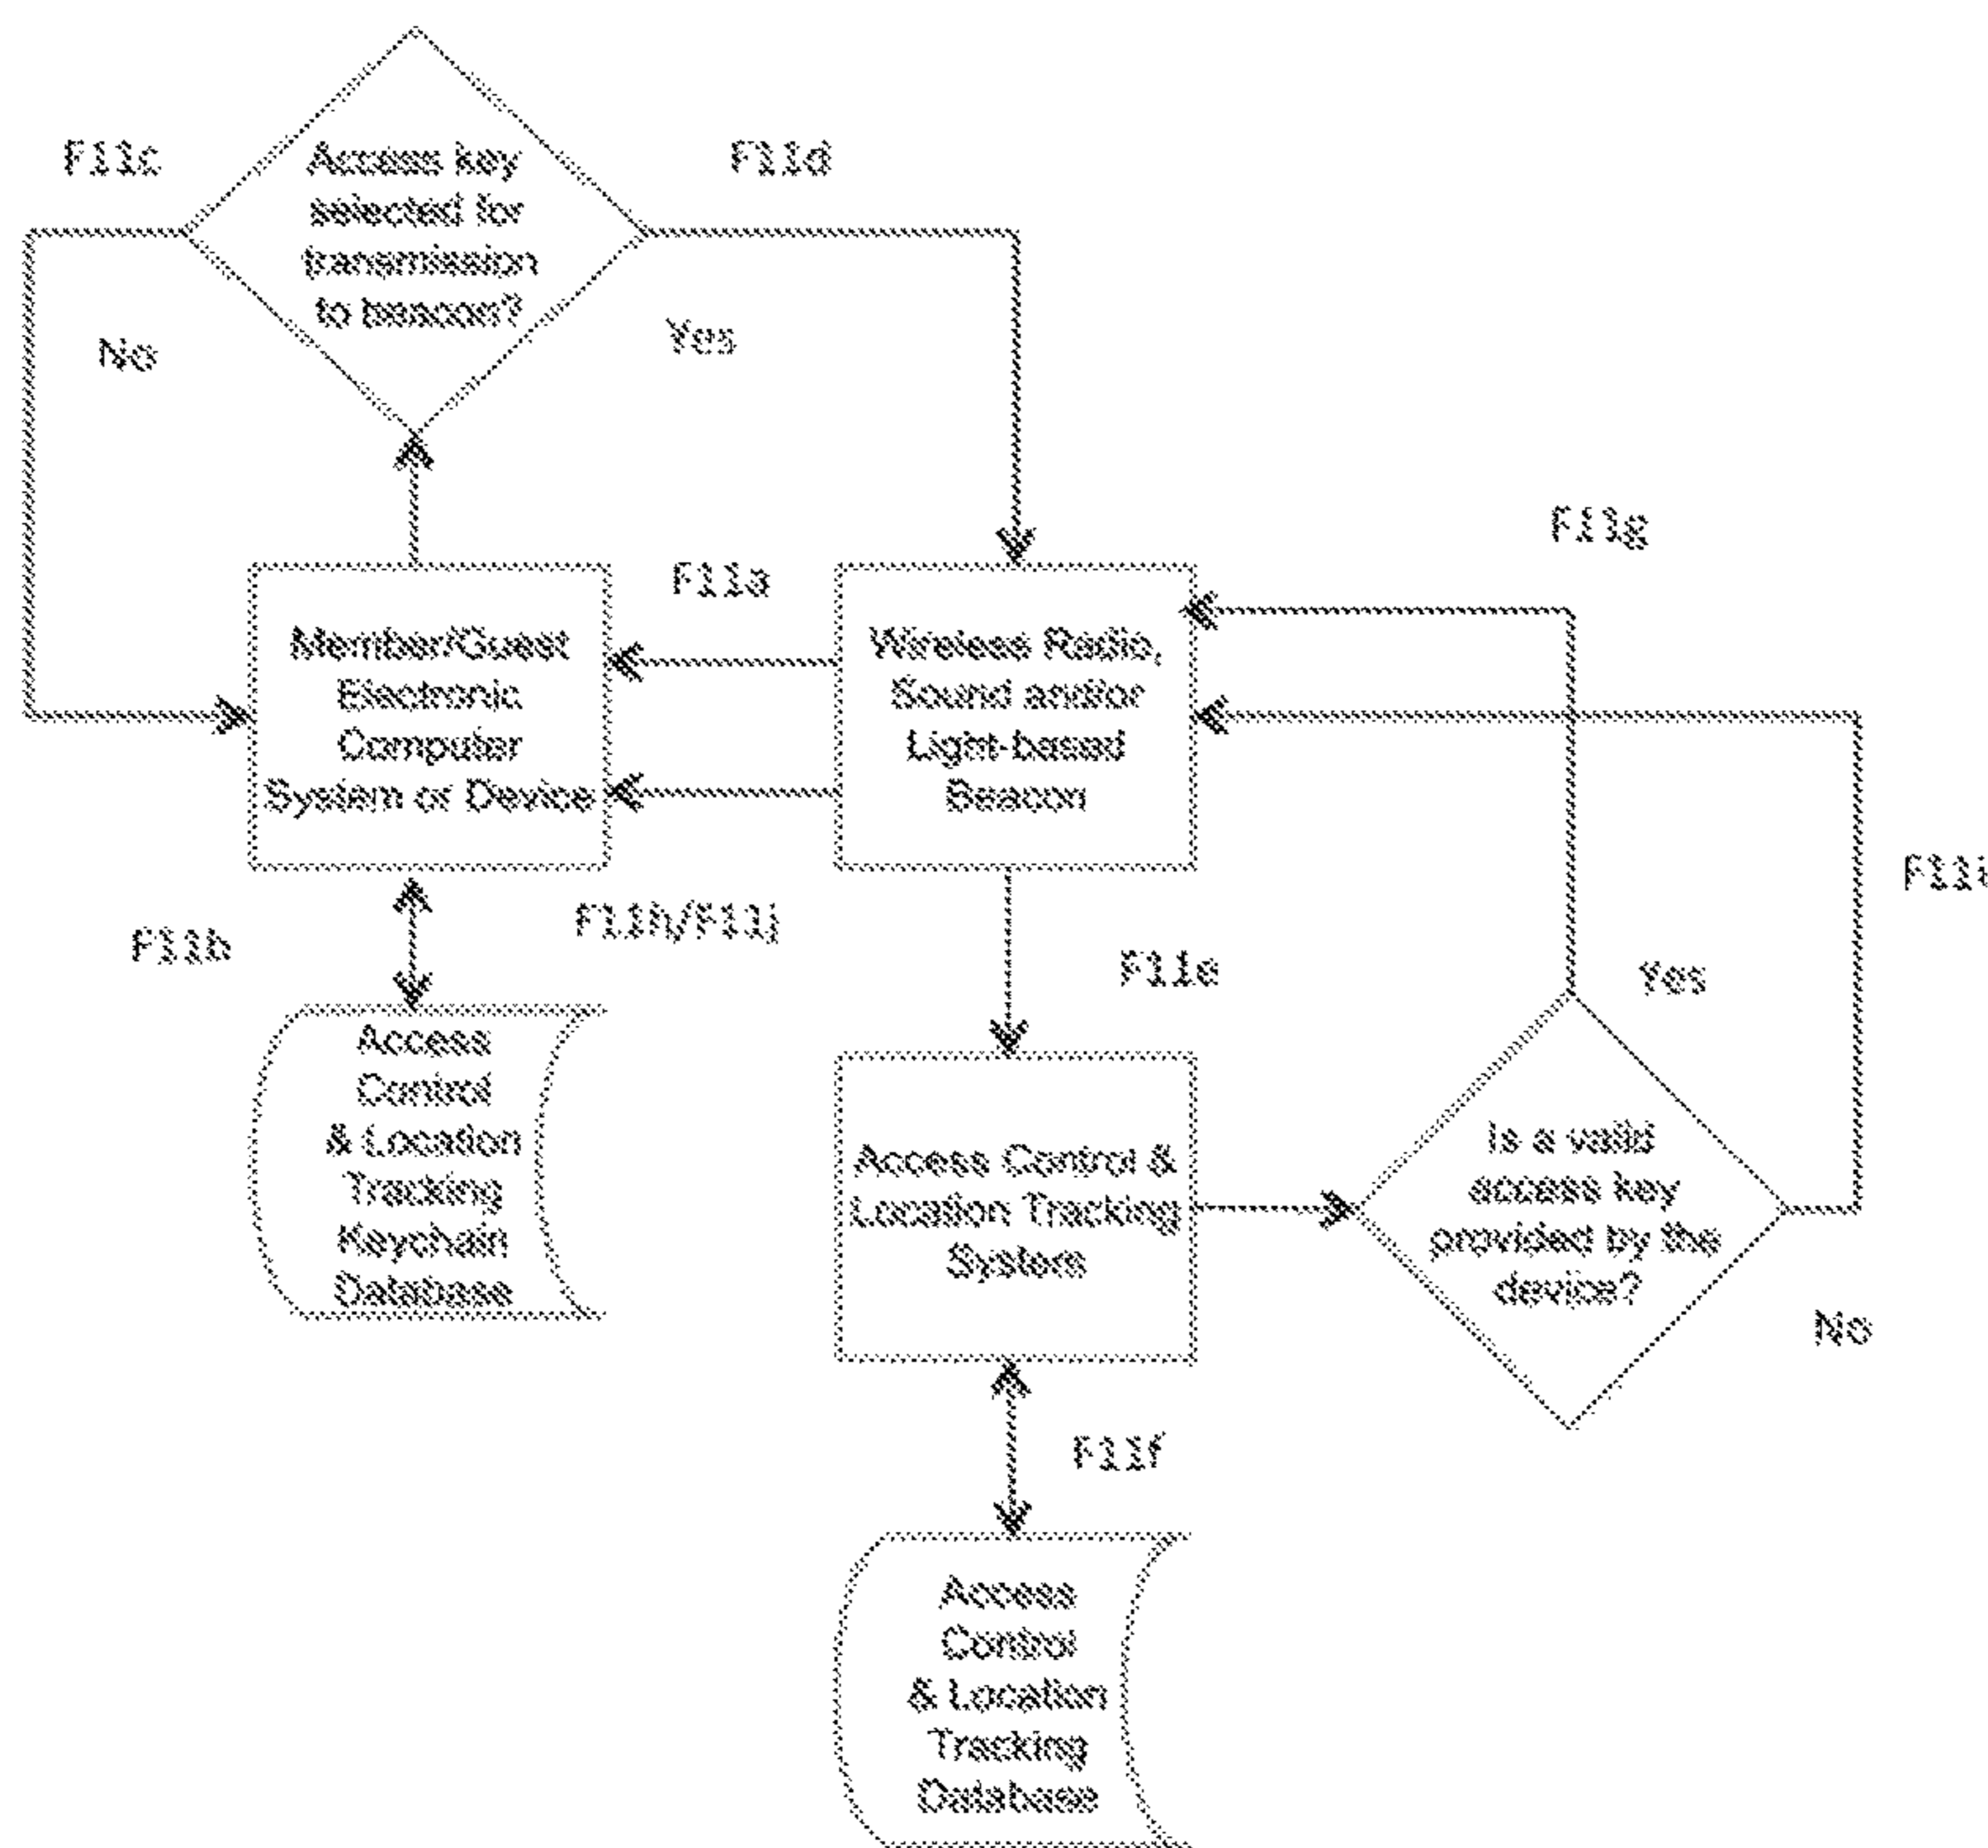 F11c
Access key
selected for
transmission
to beacon?
F11d
No
Yes
F11g
F11a
Member/Guest
Electronic
Computer
System or Device
Wireless Radio,
Sound and/or
Light-based
Beacon
F11i
F11b
F11h/F11j
F11e
Yes
Access
Control
& Location
Tracking
Keychain
Database
Access Control &
Location Tracking
System
Is a valid
access key
provided by the
device?
No
F11f
Access
Control
& Location
Tracking
Database